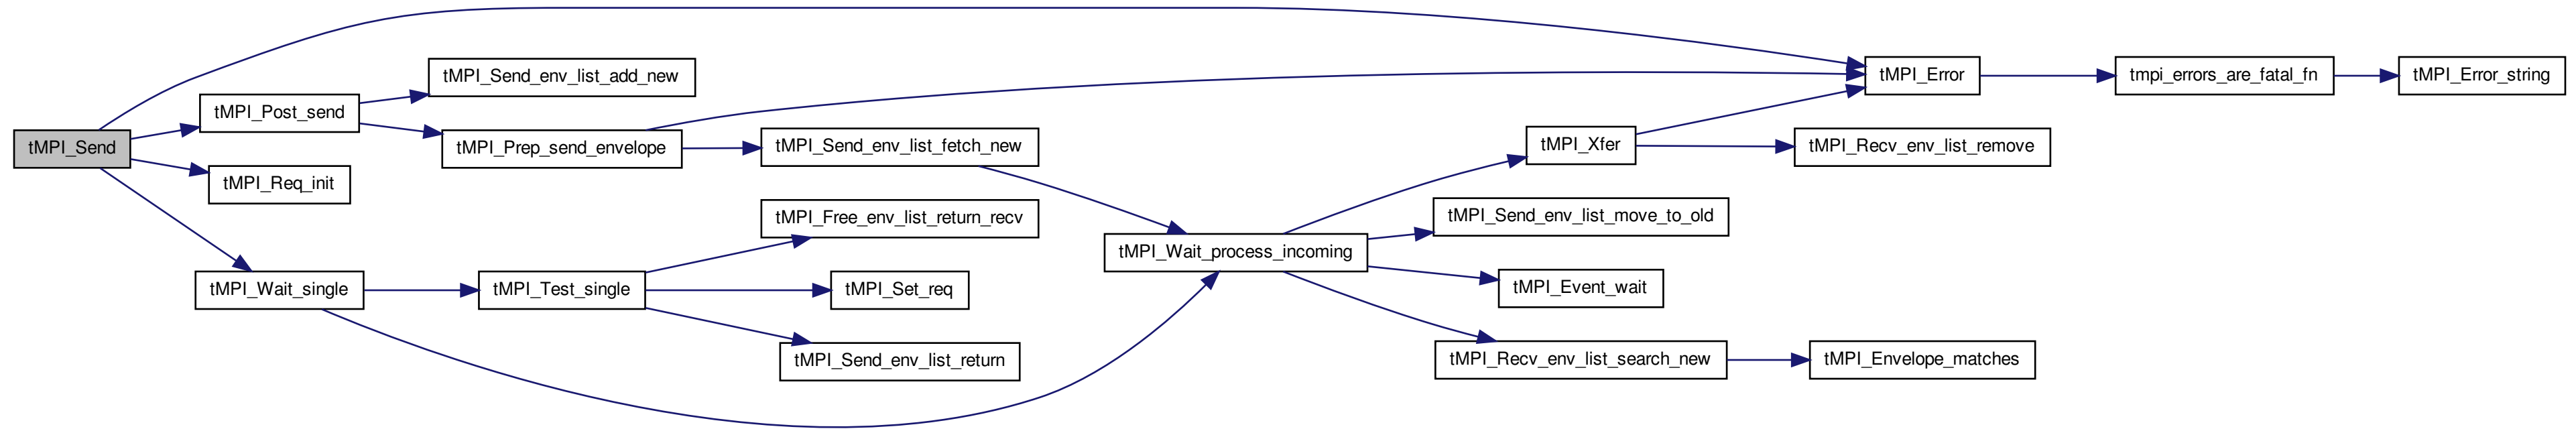 tMPI_Send
tMPI_Post_send
tMPI_Req_init
tMPI_Wait_single
tMPI_Send_env_list_add_new
tMPI_Prep_send_envelope
tMPI_Test_single
tMPI_Send_env_list_fetch_new
tMPI_Free_env_list_return_recv
tMPI_Set_req
tMPI_Send_env_list_return
tMPI_Wait_process_incoming
tMPI_Xfer
tMPI_Send_env_list_move_to_old
tMPI_Event_wait
tMPI_Recv_env_list_search_new
tMPI_Error
tMPI_Recv_env_list_remove
tMPI_Envelope_matches
tmpi_errors_are_fatal_fn
tMPI_Error_string